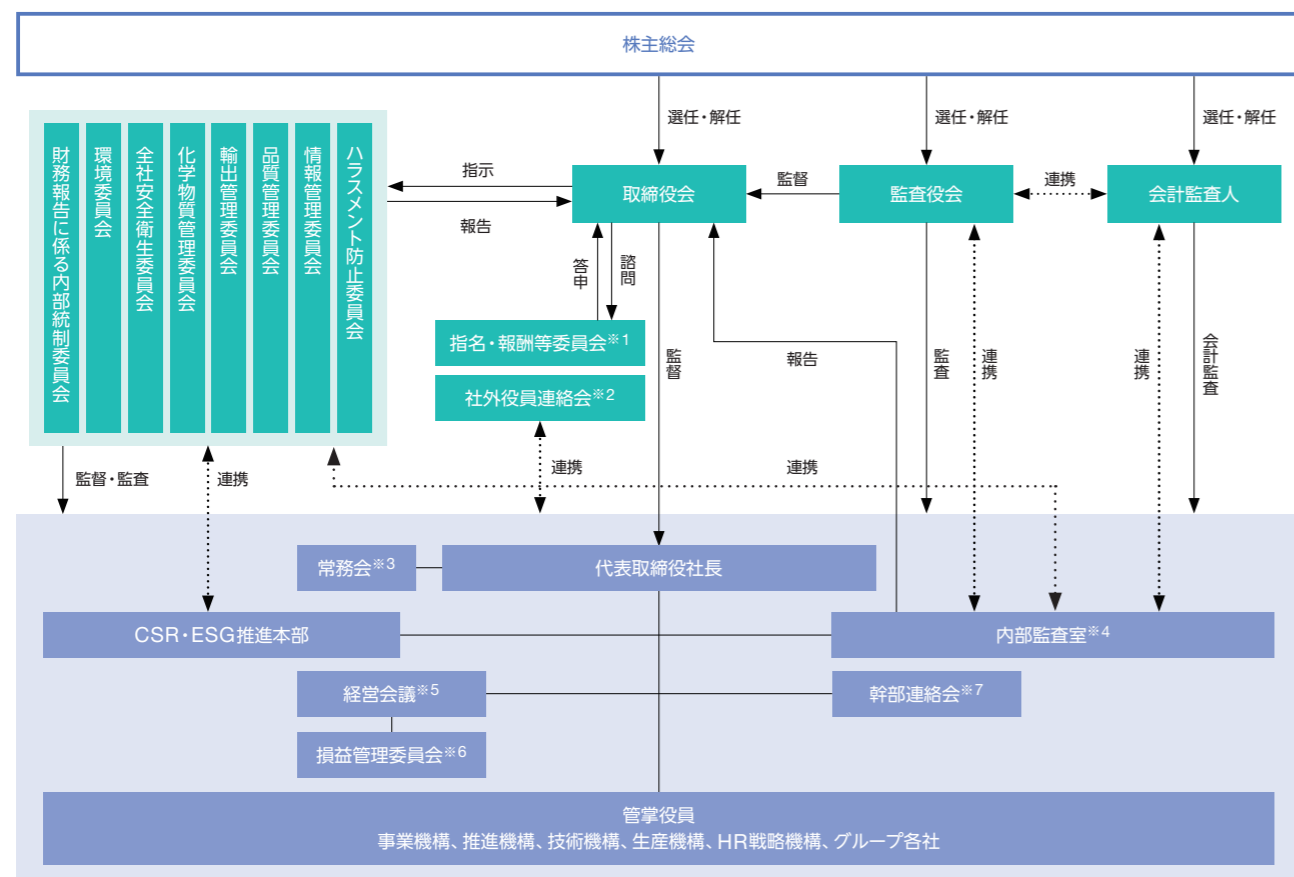 株主総会
選任・解任
選任・解任
選任・解任
財務報告に係る内部統制委員会
環境委員会
全社安全衛生委員会
化学物質管理委員会
輸出管理委員会
品質管理委員会
情報管理委員会
ハラスメント防止委員会
指示
報告
取締役会
監督
監査役会
連携
会計監査人
答申
諮問
指名・報酬等委員会※1
社外役員連絡会※2
監督
報告
監査
連携
連携
会計監査
監督・監査
連携
連携
連携
常務会※3
代表取締役社長
CSR・ESG推進本部
内部監査室※4
経営会議※5
幹部連絡会※7
損益管理委員会※6
管掌役員
事業機構、推進機構、技術機構、生産機構、HR戦略機構、グループ各社